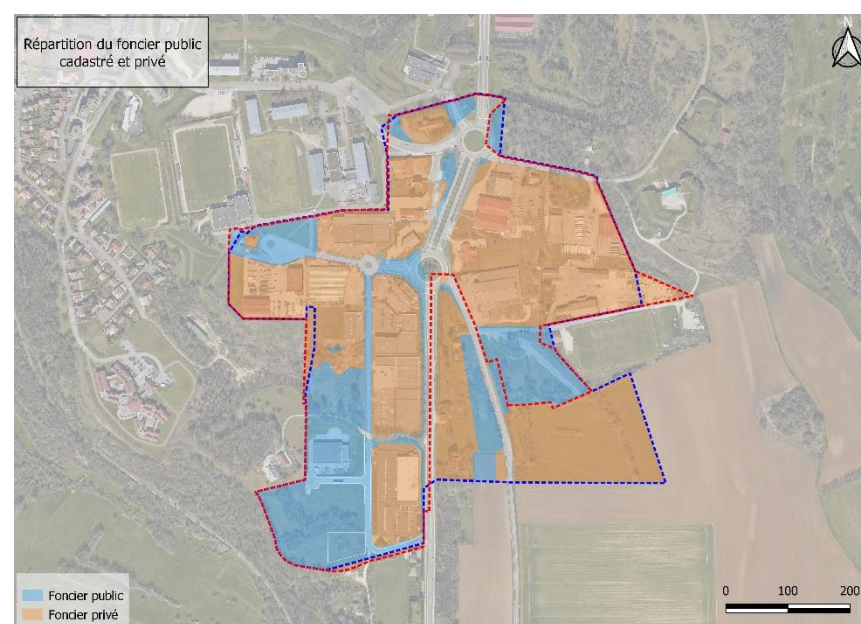 Répartition du foncier public
cadastré et privé
N
Foncier public
Foncier privé
0 100 200